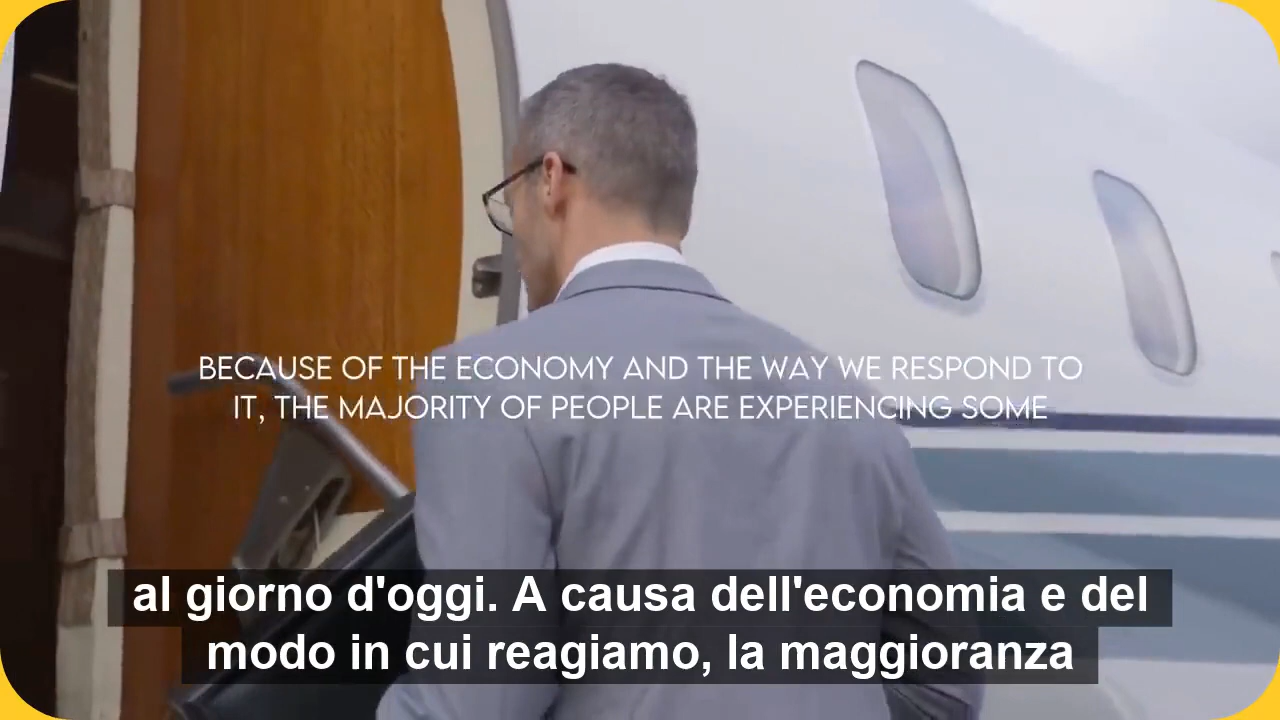 BECAUSE OF THE ECONOMY AND THE WAY WE RESPOND TO
IT, THE MAJORITY OF PEOPLE ARE EXPERIENCING SOME
al giorno d'oggi. A causa dell'economia e del
modo in cui reagiamo, la maggioranza